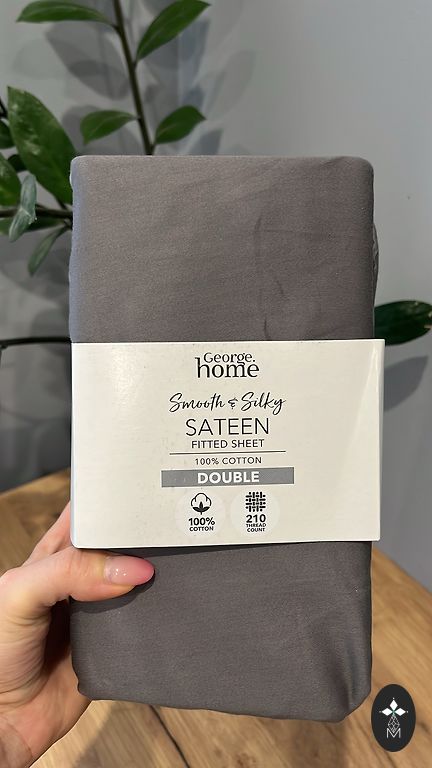 George.
home
Smooth & Silky
SATEEN
FITTED SHEET
100% COTTON
DOUBLE
100%
COTTON
210
THREAD
COUNT
M